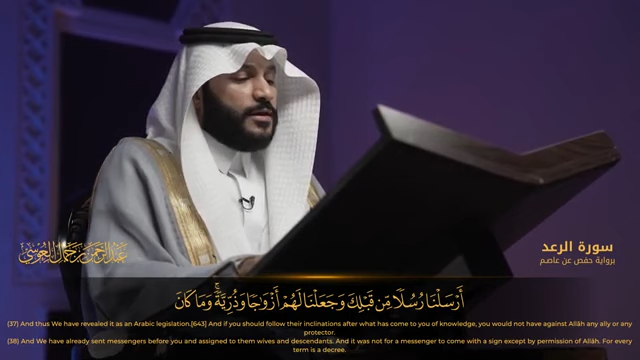 سورة الرعد
برواية حفص عن عاصم
عبدالرحمن بن جمال العوسي
أَرْسَلْنَا رُسُلًا مِّن قَبْلِكَ وَجَعَلْنَا لَهُمْ أَزْوَٰجًا وَذُرِّيَّةً ۚ وَمَا كَانَ
(37) And thus We have revealed it as an Arabic legislation.[643] And if you should follow their inclinations after what has come to you of knowledge, you would not have against Allāh any ally or any
protector.
(38) And We have already sent messengers before you and assigned to them wives and descendants. And it was not for a messenger to come with a sign except by permission of Allāh. For every
term is a decree.